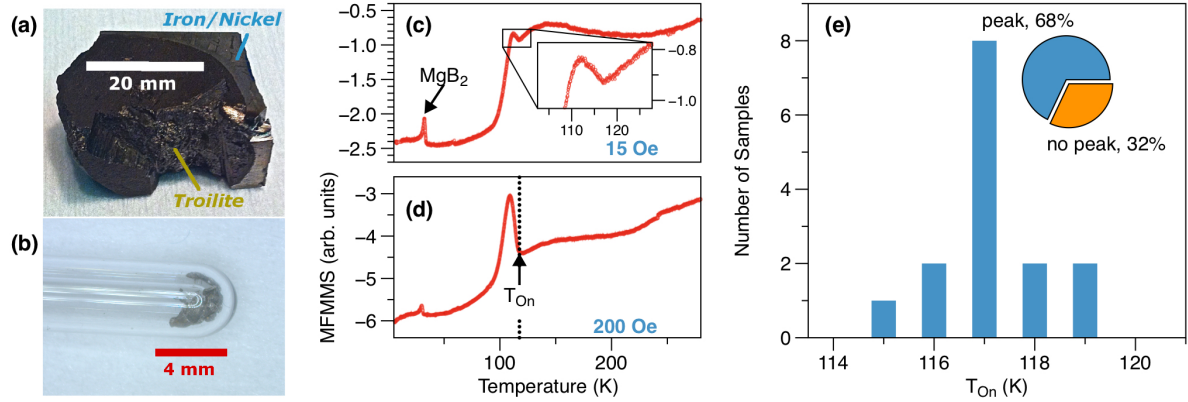 (a)
Iron/Nickel
20 mm
Troilite
(b)
4 mm
MFMMS (arb. units)
(c)
−0.5
−1.0
−1.5
−2.0
−2.5
MgB2
−0.8
−1.0
110
120
15 Oe
(d)
−3
−4
−5
−6
TOn
200 Oe
100
200
Temperature (K)
(e)
Number of Samples
8
6
4
2
0
peak, 68%
no peak, 32%
114
116
118
120
TOn (K)